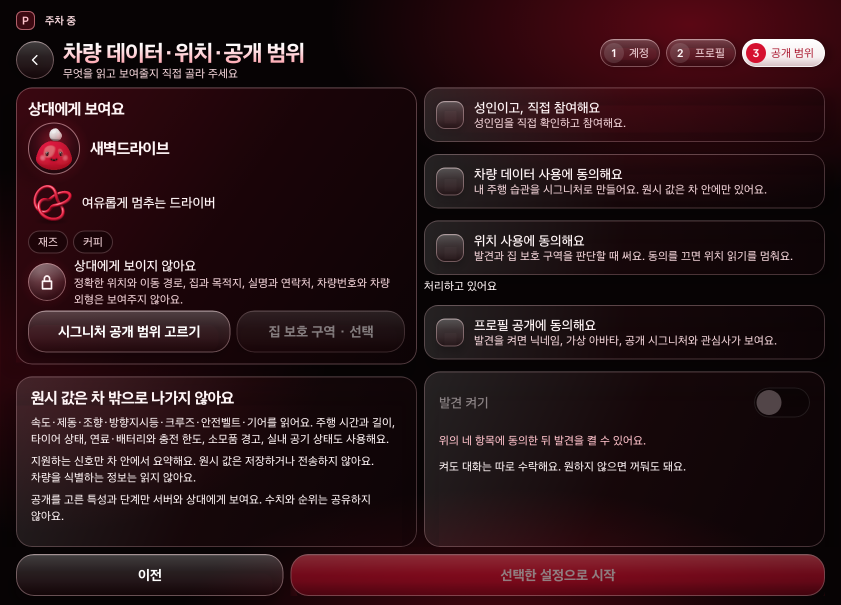 P 주차 중
차량 데이터·위치·공개 범위
무엇을 읽고 보여줄지 직접 골라 주세요
1 계정
2 프로필
3 공개 범위
상대에게 보여요
새벽드라이브
여유롭게 멈추는 드라이버
재즈
커피
상대에게 보이지 않아요
정확한 위치와 이동 경로, 집과 목적지, 실명과 연락처, 차량번호와 차량
외형은 보여주지 않아요.
시그니처 공개 범위 고르기
집 보호 구역 · 선택
원시 값은 차 밖으로 나가지 않아요
속도·제동·조향·방향지시등·크루즈·안전벨트·기어를 읽어요. 주행 시간과 길이,
타이어 상태, 연료·배터리와 충전 한도, 소모품 경고, 실내 공기 상태도 사용해요.
지원하는 신호만 차 안에서 요약해요. 원시 값은 저장하거나 전송하지 않아요.
차량을 식별하는 정보는 읽지 않아요.
공개를 고른 특성과 단계만 서버와 상대에게 보여요. 수치와 순위는 공유하지
않아요.
성인이고, 직접 참여해요
성인임을 직접 확인하고 참여해요.
차량 데이터 사용에 동의해요
내 주행 습관을 시그니처로 만들어요. 원시 값은 차 안에만 있어요.
위치 사용에 동의해요
발견과 집 보호 구역을 판단할 때 써요. 동의를 끄면 위치 읽기를 멈춰요.
처리하고 있어요
프로필 공개에 동의해요
발견을 켜면 닉네임, 가상 아바타, 공개 시그니처와 관심사가 보여요.
발견 켜기
위의 네 항목에 동의한 뒤 발견을 켤 수 있어요.
켜도 대화는 따로 수락해요. 원하지 않으면 꺼둬도 돼요.
이전
선택한 설정으로 시작